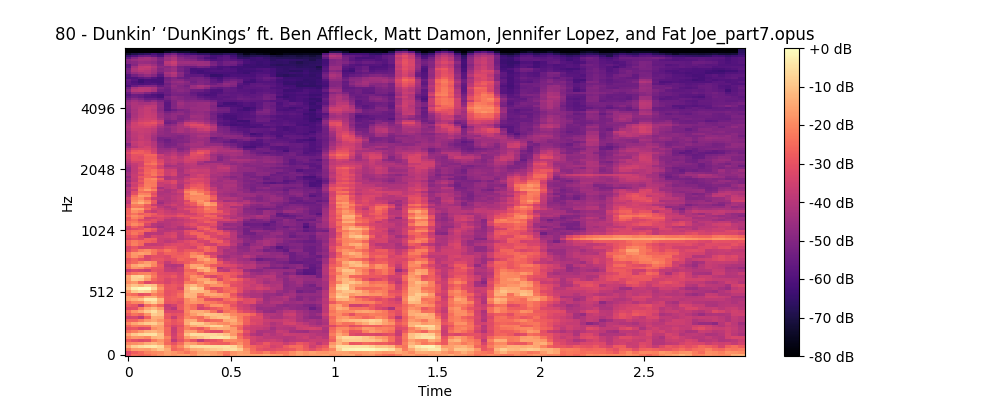 80 - Dunkin’ ‘DunKings’ ft. Ben Affleck, Matt Damon, Jennifer Lopez, and Fat Joe_part7.opus
+0 dB
-10 dB
-20 dB
-30 dB
-40 dB
-50 dB
-60 dB
-70 dB
-80 dB
Hz
4096
2048
1024
512
0
0
0.5
1
1.5
2
2.5
Time